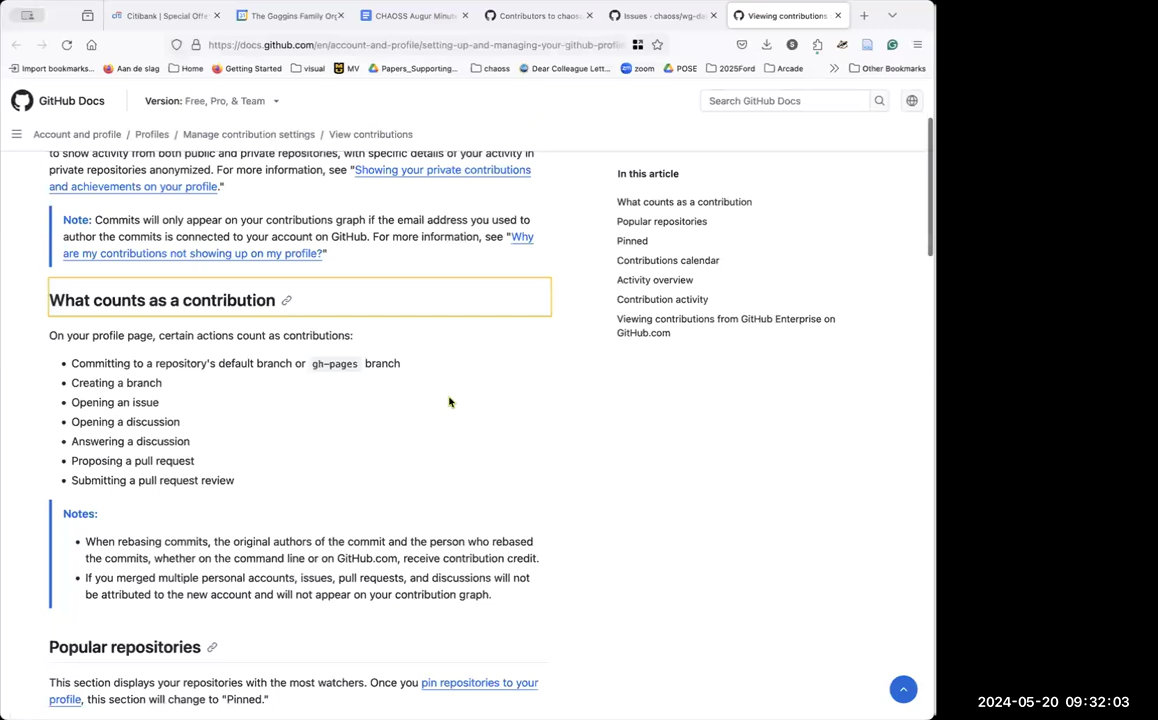 Citibank | Special Offe
The Goggins Family Org
CHAOSS Augur Minute
Contributors to chaos
Issues · chaoss/wg-da
Viewing contributions
https://docs.github.com/en/account-and-profile/setting-up-and-managing-your-github-profil
Import bookmarks... Aan de slag Home Getting Started visual MV Papers_Supporting... chaoss Dear Colleague Lett... zoom POSE 2025Ford Arcade Other Bookmarks
GitHub Docs Version: Free, Pro, & Team Search GitHub Docs
Account and profile / Profiles / Manage contribution settings / View contributions
to show activity from both public and private repositories, with specific details of your activity in
private repositories anonymized. For more information, see "Showing your private contributions
and achievements on your profile."
Note: Commits will only appear on your contributions graph if the email address you used to
author the commits is connected to your account on GitHub. For more information, see "Why
are my contributions not showing up on my profile?"
What counts as a contribution
On your profile page, certain actions count as contributions:
• Committing to a repository's default branch or gh-pages branch
• Creating a branch
• Opening an issue
• Opening a discussion
• Answering a discussion
• Proposing a pull request
• Submitting a pull request review
Notes:
• When rebasing commits, the original authors of the commit and the person who rebased
the commits, whether on the command line or on GitHub.com, receive contribution credit.
• If you merged multiple personal accounts, issues, pull requests, and discussions will not
be attributed to the new account and will not appear on your contribution graph.
Popular repositories
This section displays your repositories with the most watchers. Once you pin repositories to your
profile, this section will change to "Pinned."
In this article
What counts as a contribution
Popular repositories
Pinned
Contributions calendar
Activity overview
Contribution activity
Viewing contributions from GitHub Enterprise on
GitHub.com
2024-05-20 09:32:03